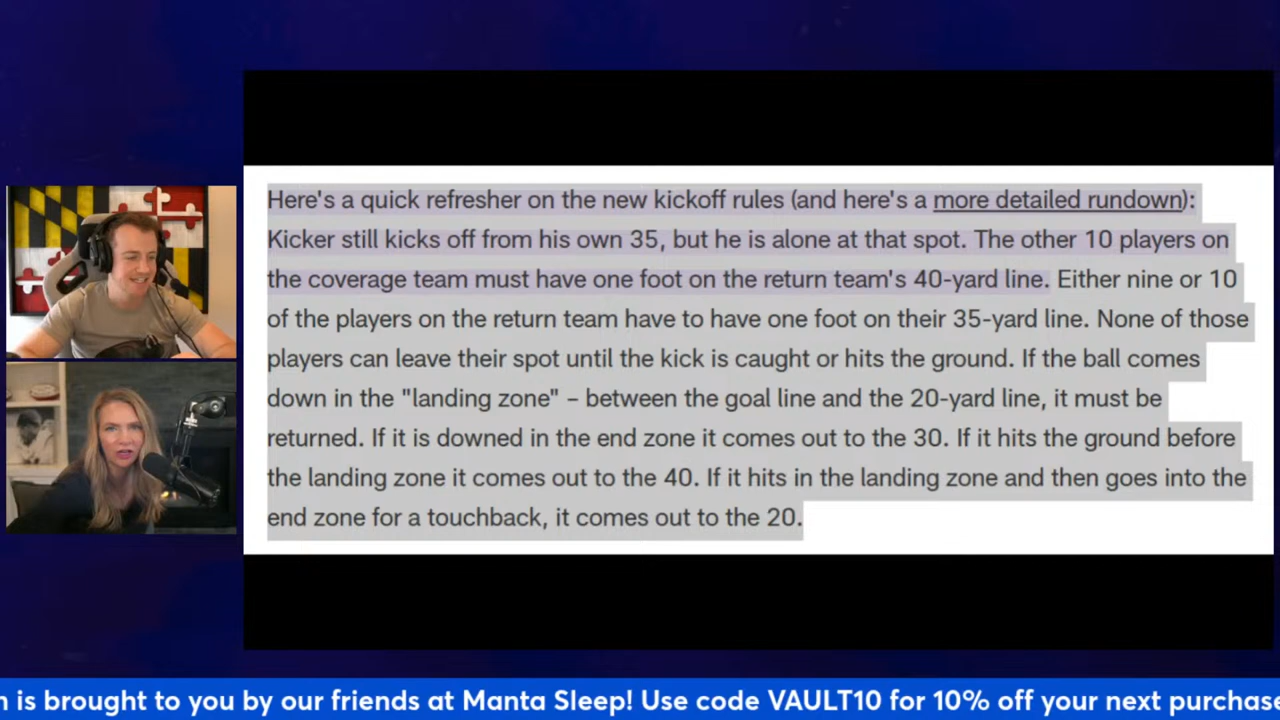 Here's a quick refresher on the new kickoff rules (and here's a more detailed rundown):
Kicker still kicks off from his own 35, but he is alone at that spot. The other 10 players on
the coverage team must have one foot on the return team's 40-yard line. Either nine or 10
of the players on the return team have to have one foot on their 35-yard line. None of those
players can leave their spot until the kick is caught or hits the ground. If the ball comes
down in the "landing zone" – between the goal line and the 20-yard line, it must be
returned. If it is downed in the end zone it comes out to the 30. If it hits the ground before
the landing zone it comes out to the 40. If it hits in the landing zone and then goes into the
end zone for a touchback, it comes out to the 20.
is brought to you by our friends at Manta Sleep! Use code VAULT10 for 10% off your next purchase